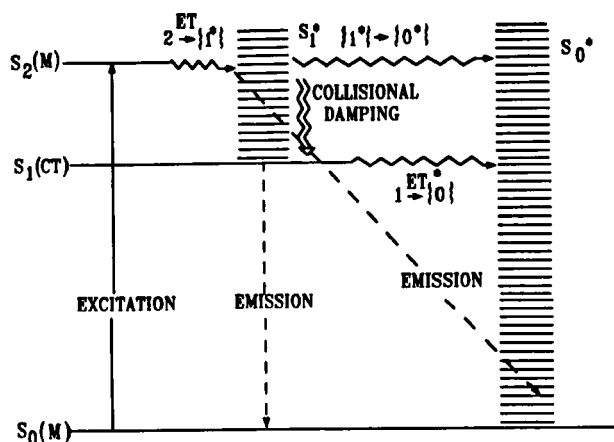 ET
2→{1*} S₁* {1*}→{0*} S₀*
S₂(M)
COLLISIONAL
DAMPING
S₁(CT)
ET
1→{0*}
EXCITATION EMISSION EMISSION
S₀(M)